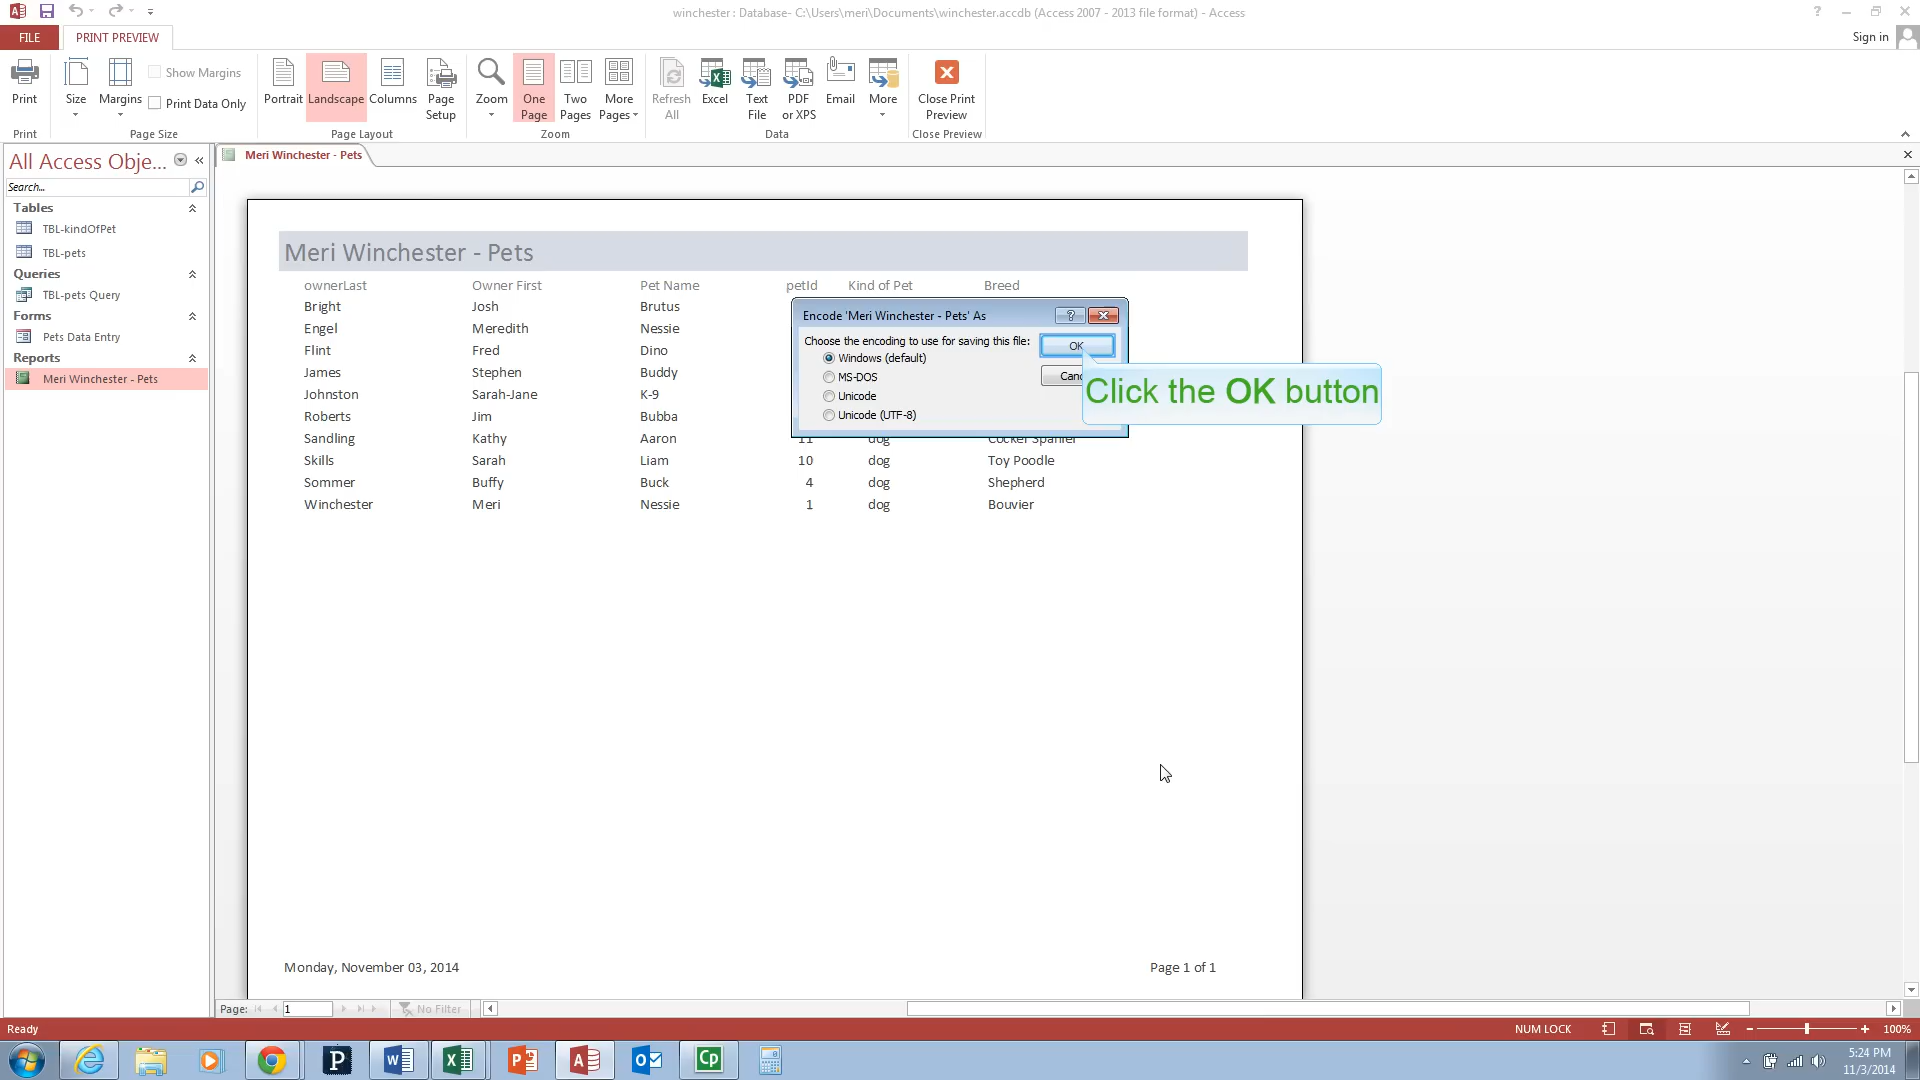 winchester : Database- C:\Users\meri\Documents\winchester.accdb (Access 2007 - 2013 file format) - Access
FILE
PRINT PREVIEW
Sign in
Print
Size
Margins
Show Margins
Print Data Only
Portrait
Landscape
Columns
Page Setup
Zoom
One Page
Two Pages
More Pages
Refresh All
Excel
Text File
PDF or XPS
Email
More
Close Print Preview
Print
Page Size
Page Layout
Zoom
Data
Close Preview
All Access Obje...
Search...
Tables
TBL-kindOfPet
TBL-pets
Queries
TBL-pets Query
Forms
Pets Data Entry
Reports
Meri Winchester - Pets
Meri Winchester - Pets
Meri Winchester - Pets
ownerLast Owner First Pet Name petId Kind of Pet Breed
Bright Josh Brutus
Engel Meredith Nessie
Flint Fred Dino
James Stephen Buddy
Johnston Sarah-Jane K-9
Roberts Jim Bubba
Sandling Kathy Aaron 11 dog Cocker Spaniel
Skills Sarah Liam 10 dog Toy Poodle
Sommer Buffy Buck 4 dog Shepherd
Winchester Meri Nessie 1 dog Bouvier
Encode 'Meri Winchester - Pets' As
Choose the encoding to use for saving this file:
Windows (default)
MS-DOS
Unicode
Unicode (UTF-8)
OK
Canc
Click the OK button
Monday, November 03, 2014
Page 1 of 1
Page: 1 No Filter
Ready
NUM LOCK
100%
5:24 PM
11/3/2014